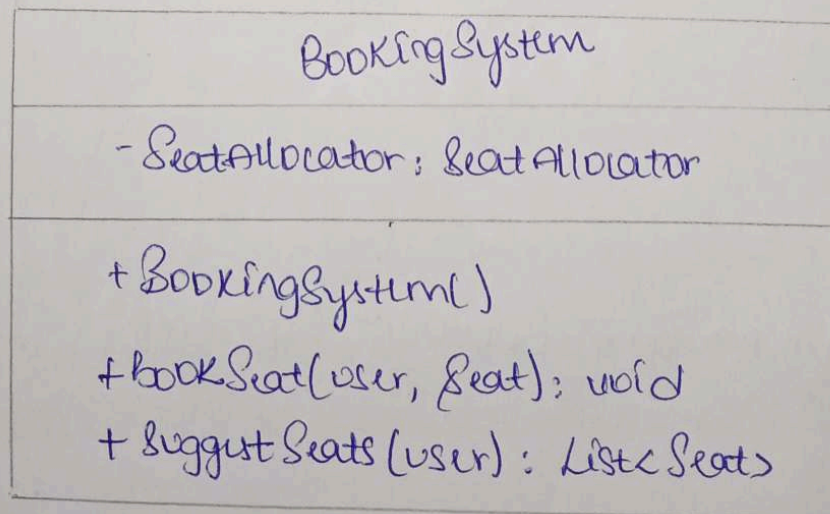 BookingSystem
- SeatAllocator: SeatAllocator
+ BookingSystem()
+ bookSeat(user, Seat): void
+ SuggestSeats(user): List<Seat>